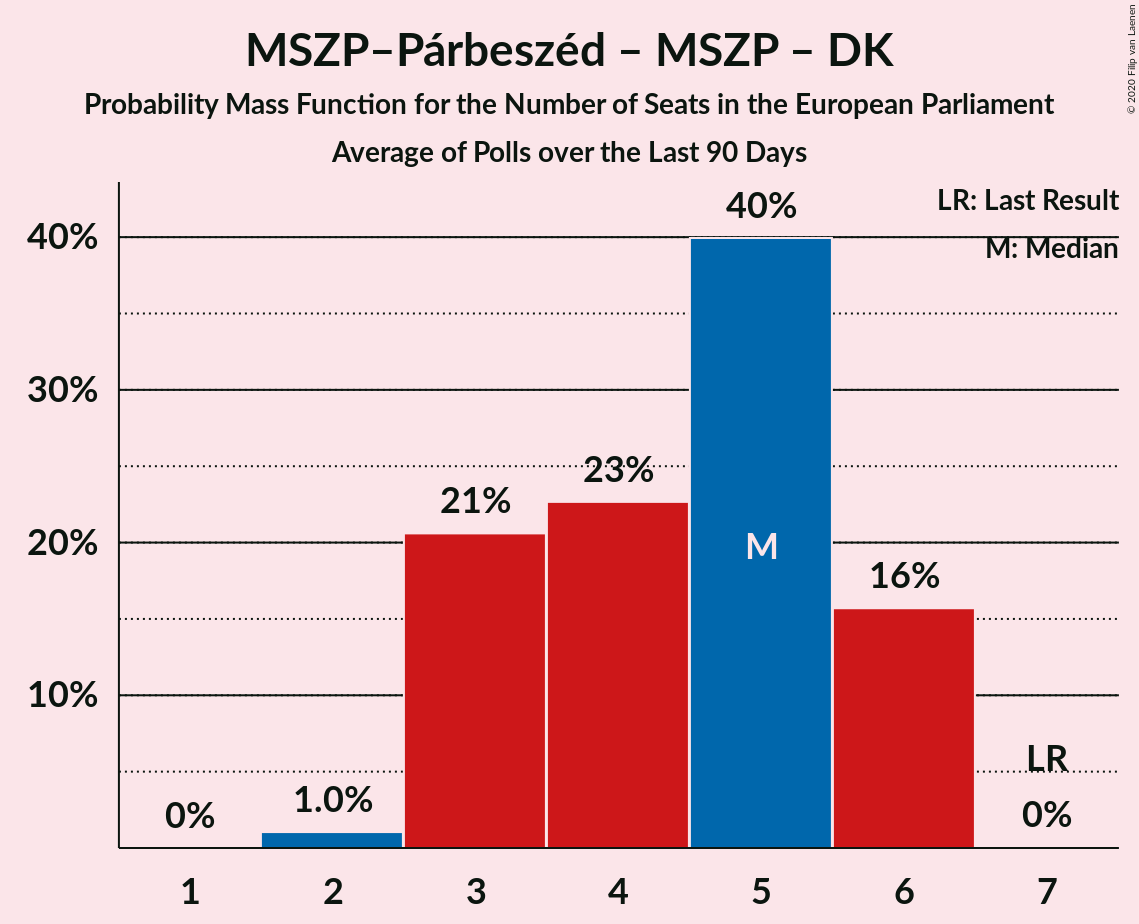 MSZP–Párbeszéd – MSZP – DK
Probability Mass Function for the Number of Seats in the European Parliament
Average of Polls over the Last 90 Days
© 2020 Filip van Laenen
LR: Last Result
M: Median
40%
30%
20%
10%
0%
1.0%
21%
23%
40%
M
16%
LR
0%
1 2 3 4 5 6 7